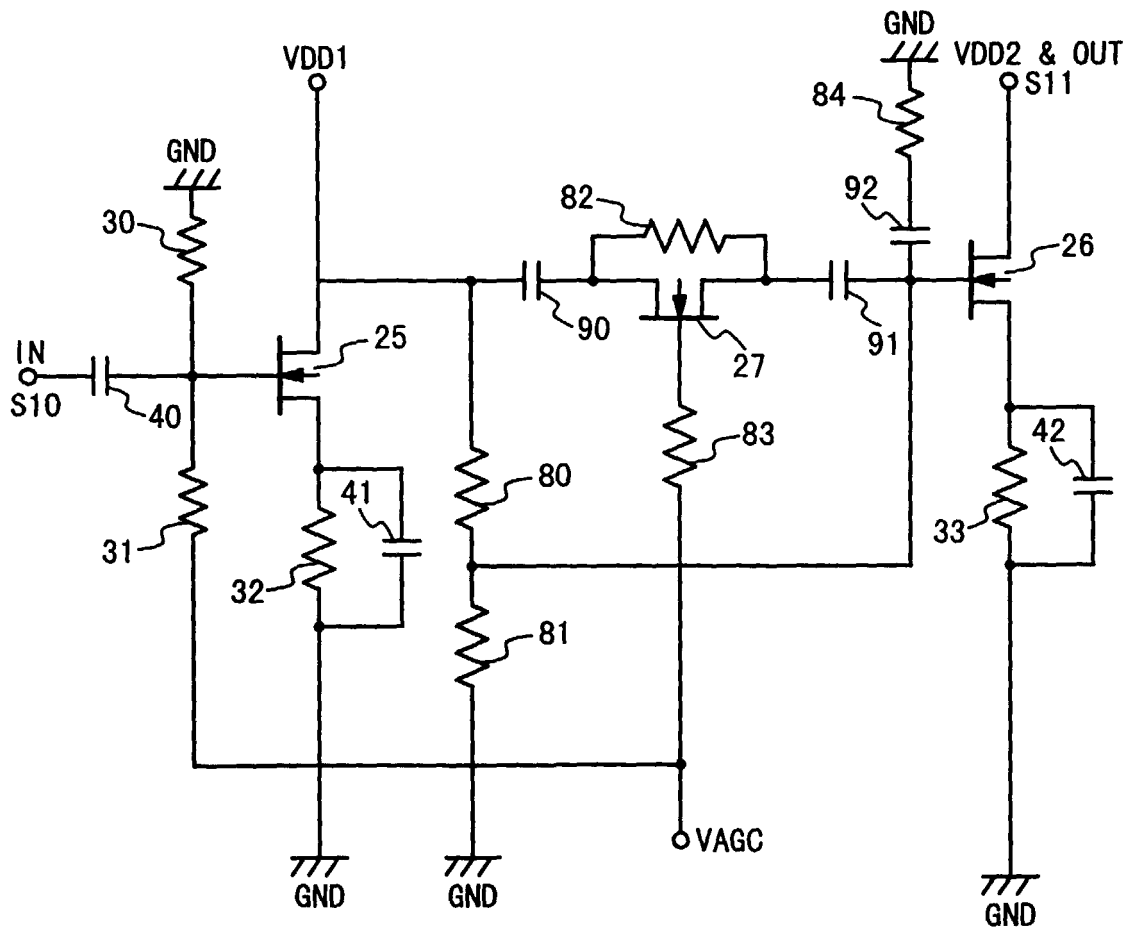 GND
VDD2 & OUT
S11
VDD1
84
GND
92
82
30
26
90
27
91
25
IN
S10
40
83
42
80
41
31
33
32
81
VAGC
GND
GND
GND